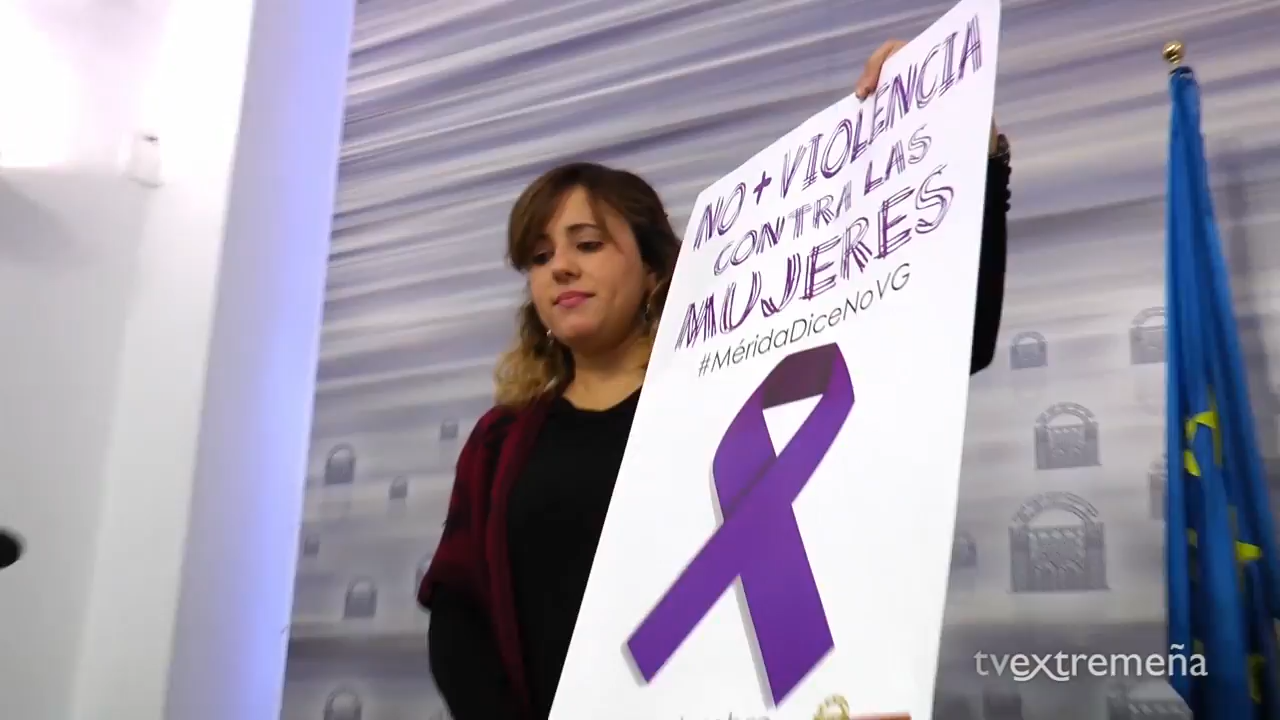 NO + VIOLENCIA
CONTRA LAS
MUJERES
#MéridaDiceNoVG
tvextremeña